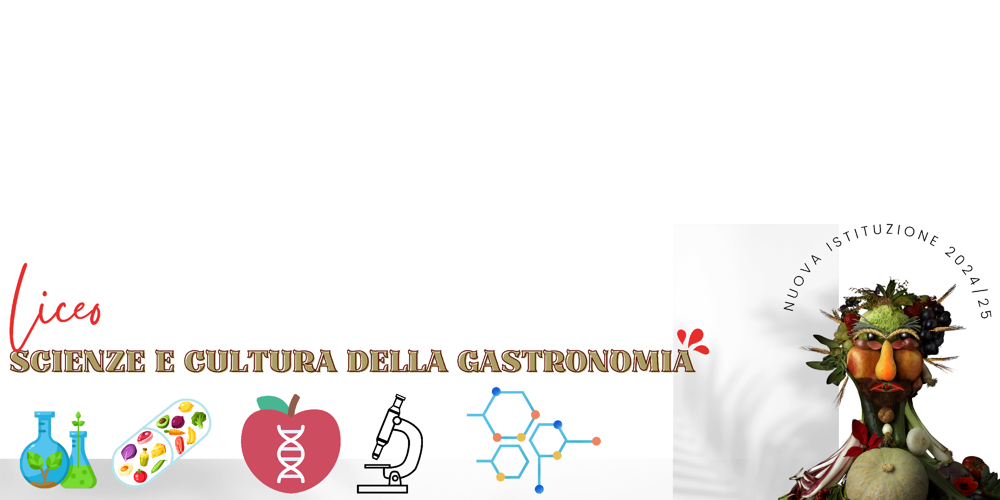 NUOVA ISTITUZIONE 2024/25
Liceo
SCIENZE E CULTURA DELLA GASTRONOMIA